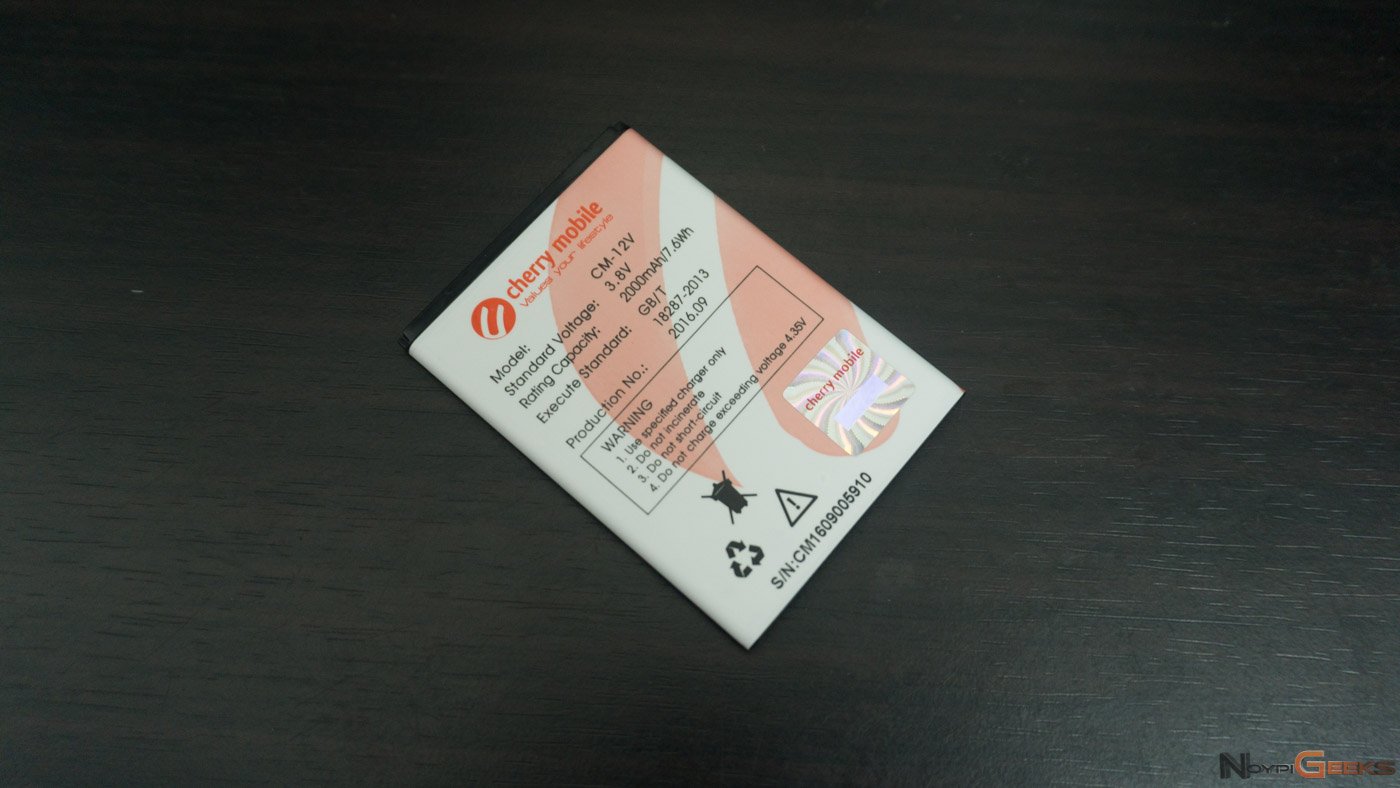 cherry mobile
Values your lifestyle
Model: CM-12V
Standard Voltage: 3.8V
Rating Capacity: 2000mAh/7.6Wh
Execute Standard: GB/T
18287-2013
Production No.: 2016.09
WARNING
1. Use specified charger only
2. Do not incinerate
3. Do not short-circuit
4. Do not charge exceeding voltage 4.35V
cherry mobile
S/N:CM1609005910
NoypiGeeks